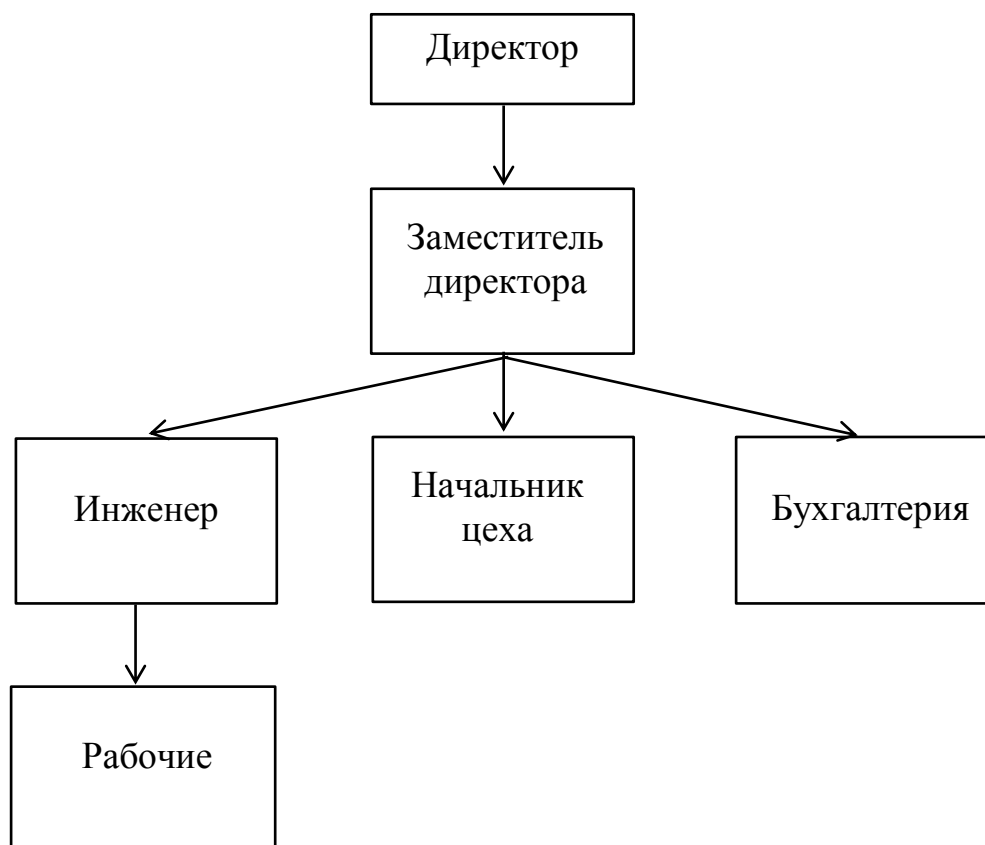 Директор
Заместитель
директора
Инженер
Начальник
цеха
Бухгалтерия
Рабочие